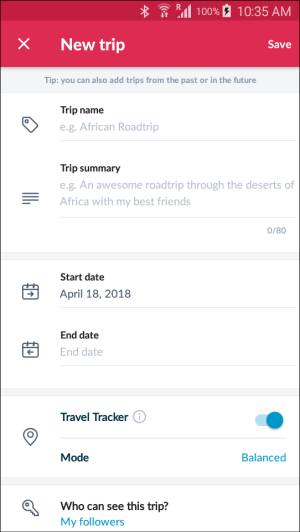 R
100% 10:35 AM
New trip Save
Tip: you can also add trips from the past or in the future
Trip name
e.g. African Roadtrip
Trip summary
e.g. An awesome roadtrip through the deserts of
Africa with my best friends
0/80
Start date
April 18, 2018
End date
End date
Travel Tracker
Mode Balanced
Who can see this trip?
My followers